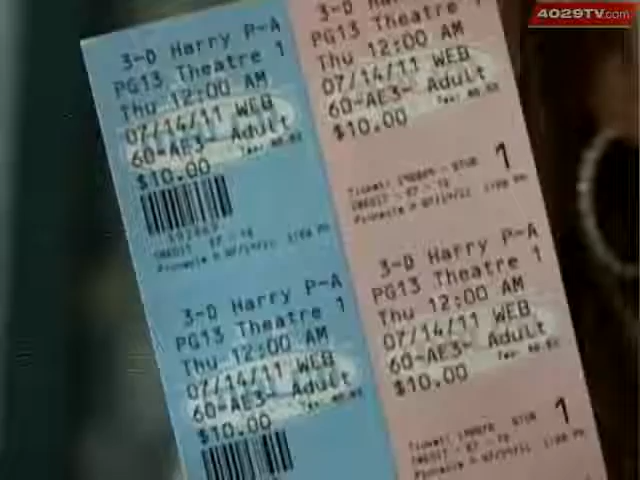 4029TV.com
3-D Harry P-A
PG13 Theatre 1
Thu 12:00 AM
07/14/11 WEB
60-AE3- Adult
$10.00
3-D Harry P-A
PG13 Theatre 1
Thu 12:00 AM
07/14/11 WEB
60-AE3- Adult
$10.00
1
3-D Harry P-A
PG13 Theatre 1
Thu 12:00 AM
07/14/11 WEB
60-AE3- Adult
$10.00
3-D Harry P-A
PG13 Theatre 1
Thu 12:00 AM
07/14/11 WEB
60-AE3- Adult
$10.00
1